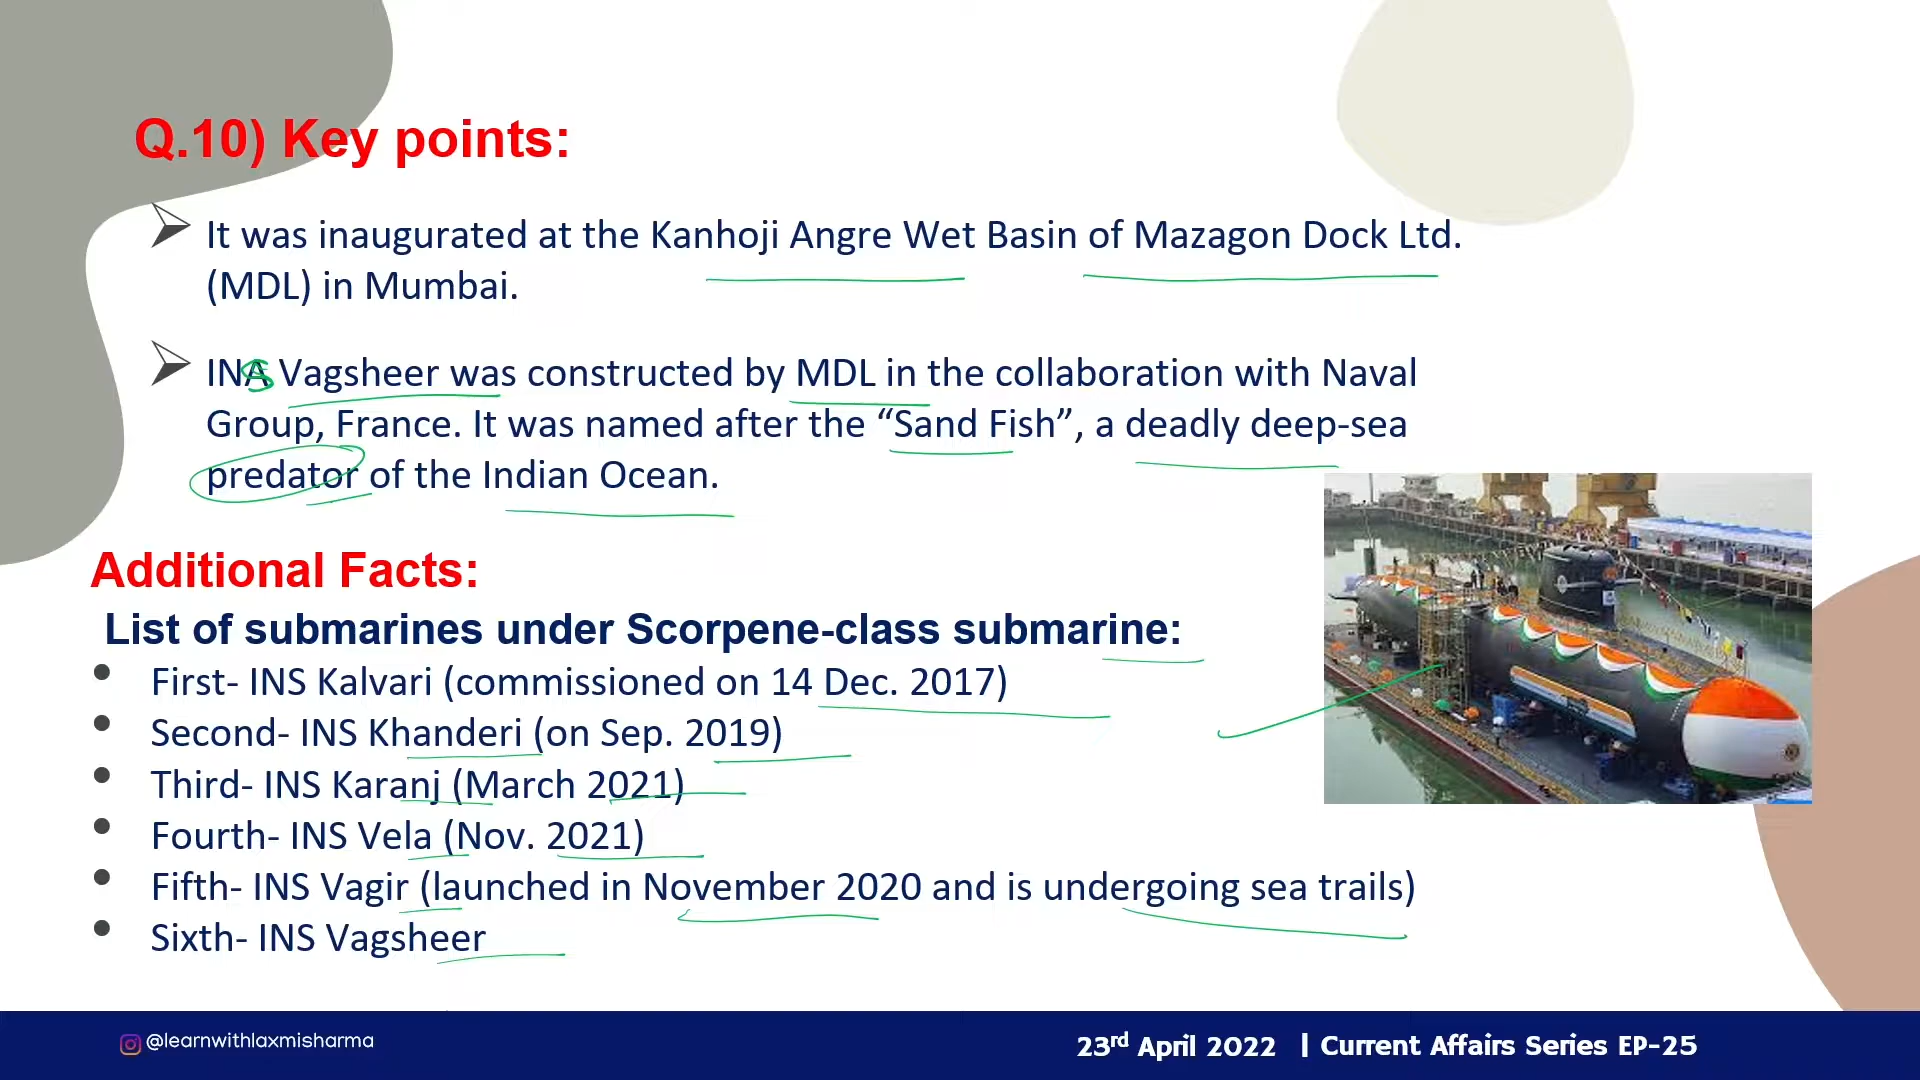 Q.10) Key points:
It was inaugurated at the Kanhoji Angre Wet Basin of Mazagon Dock Ltd.
(MDL) in Mumbai.
INS Vagsheer was constructed by MDL in the collaboration with Naval
Group, France. It was named after the “Sand Fish”, a deadly deep-sea
predator of the Indian Ocean.
Additional Facts:
List of submarines under Scorpene-class submarine:
First- INS Kalvari (commissioned on 14 Dec. 2017)
Second- INS Khanderi (on Sep. 2019)
Third- INS Karanj (March 2021)
Fourth- INS Vela (Nov. 2021)
Fifth- INS Vagir (launched in November 2020 and is undergoing sea trails)
Sixth- INS Vagsheer
@learnwithlaxmisharma
23rd April 2022 | Current Affairs Series EP-25